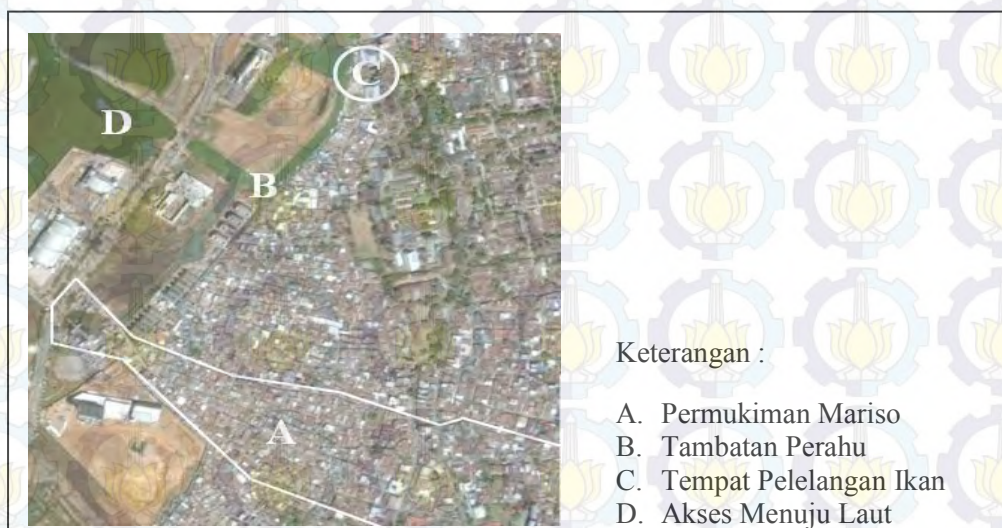 C
D
B
A
Keterangan :
A. Permukiman Mariso
B. Tambatan Perahu
C. Tempat Pelelangan Ikan
D. Akses Menuju Laut